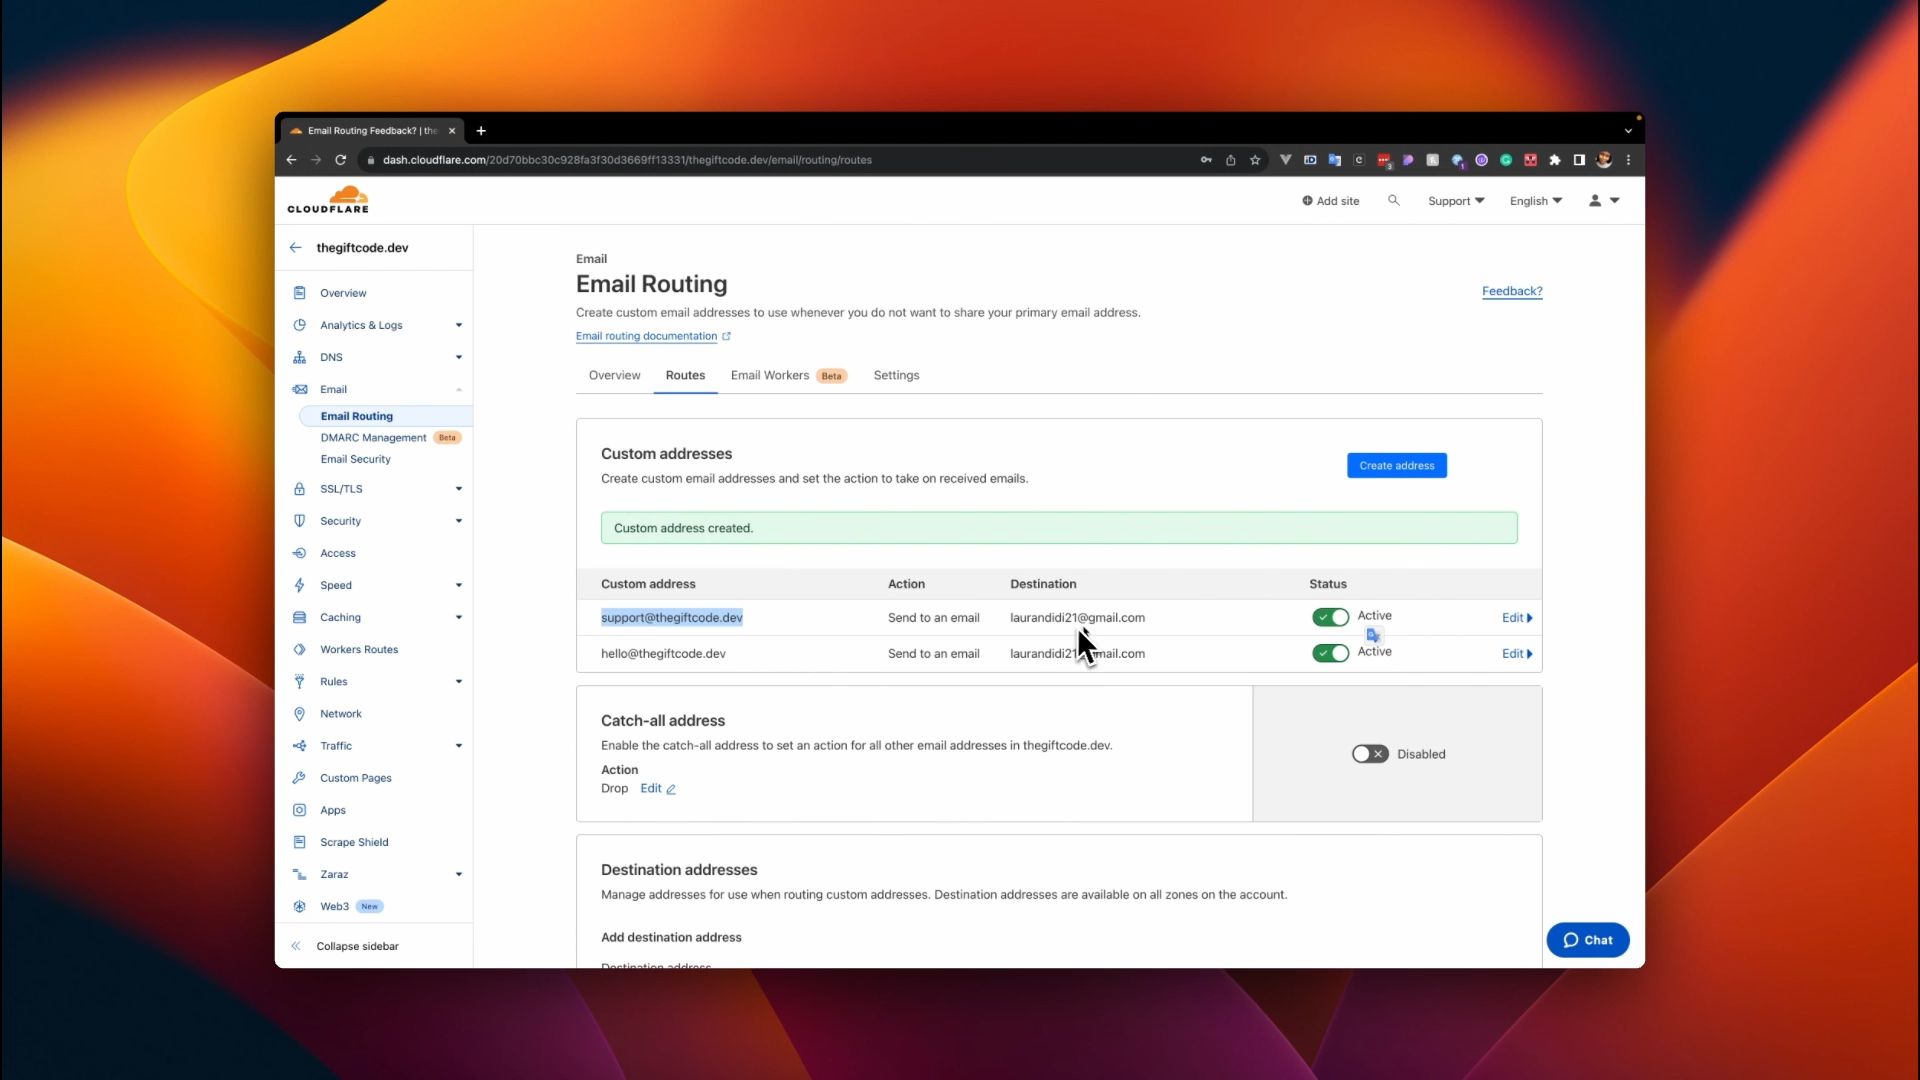 Email Routing Feedback? | the
dash.cloudflare.com/20d70bbc30c928fa3f30d3669ff13331/thegiftcode.dev/email/routing/routes
CLOUDFLARE
Add site
Support
English
thegiftcode.dev
Overview
Analytics & Logs
DNS
Email
Email Routing
DMARC Management Beta
Email Security
SSL/TLS
Security
Access
Speed
Caching
Workers Routes
Rules
Network
Traffic
Custom Pages
Apps
Scrape Shield
Zaraz
Web3 New
Collapse sidebar
Email
Email Routing
Feedback?
Create custom email addresses to use whenever you do not want to share your primary email address.
Email routing documentation
Overview Routes Email Workers Beta Settings
Custom addresses
Create custom email addresses and set the action to take on received emails.
Create address
Custom address created.
Custom address Action Destination Status
support@thegiftcode.dev Send to an email laurandidi21@gmail.com Active Edit
hello@thegiftcode.dev Send to an email Active Edit
Catch-all address
Enable the catch-all address to set an action for all other email addresses in thegiftcode.dev.
Action
Drop Edit
Disabled
Destination addresses
Manage addresses for use when routing custom addresses. Destination addresses are available on all zones on the account.
Add destination address
Destination address
Chat